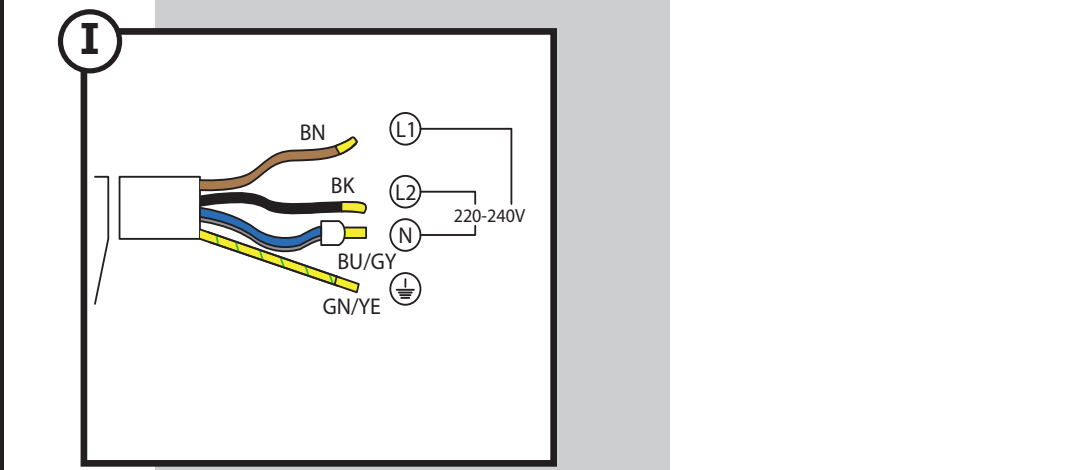 I
BN
L1
BK
L2
220-240V
N
BU/GY
GN/YE